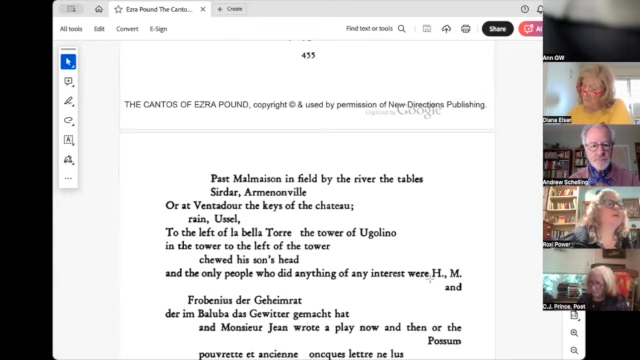 Ezra Pound The Canto...
+ Create
All tools Edit Convert E-Sign
Find text or tools
Share
AI
435
THE CANTOS OF EZRA POUND, copyright © & used by permission of New Directions Publishing.
Google
Past Malmaison in field by the river the tables
Sirdar, Armenonville
Or at Ventadour the keys of the chateau;
rain, Ussel,
To the left of la bella Torre the tower of Ugolino
in the tower to the left of the tower
chewed his son's head
and the only people who did anything of any interest were H., M.
and
Frobenius der Geheimrat
der im Baluba das Gewitter gemacht hat
and Monsieur Jean wrote a play now and then or the
Possum
pouvrette et ancienne oncques lettre ne lus
Ann GW
Diana Elser
Andrew Schelling
Roxi Power
C.J. Prince, Poet